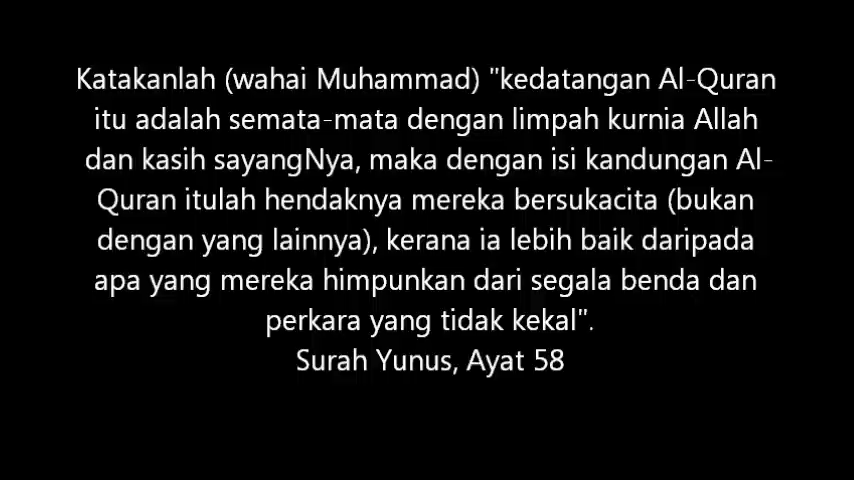 Katakanlah (wahai Muhammad) "kedatangan Al-Quran
itu adalah semata-mata dengan limpah kurnia Allah
dan kasih sayangNya, maka dengan isi kandungan Al-
Quran itulah hendaknya mereka bersukacita (bukan
dengan yang lainnya), kerana ia lebih baik daripada
apa yang mereka himpunkan dari segala benda dan
perkara yang tidak kekal".
Surah Yunus, Ayat 58